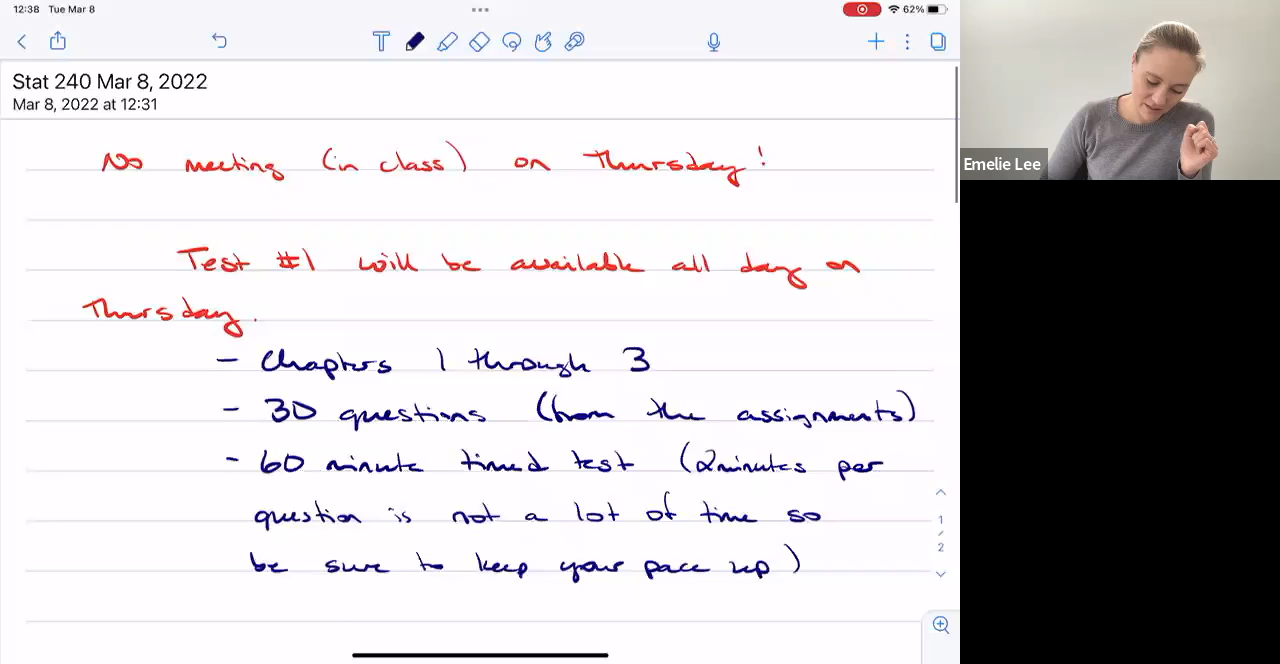 12:38 Tue Mar 8
62%
Stat 240 Mar 8, 2022
Mar 8, 2022 at 12:31
No meeting (in class) on Thursday!
Test #1 will be available all day on
Thursday.
- Chapters 1 through 3
- 30 questions (from the assignments)
- 60 minute timed test (2 minutes per
question is not a lot of time so
be sure to keep your pace up)
1
/
2
Emelie Lee